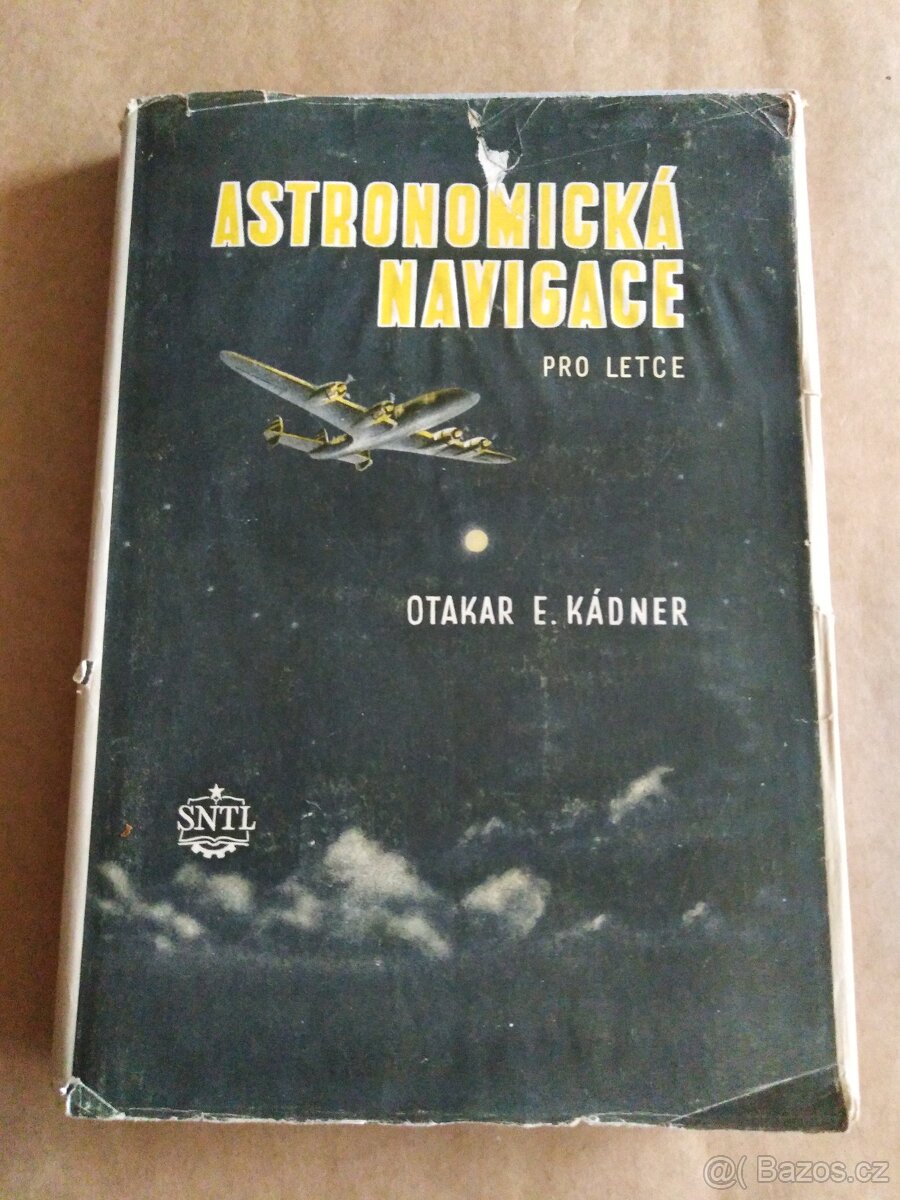 ASTRONOMICKÁ
NAVIGACE
PRO LETCE
OTAKAR E. KÁDNER
SNTL
@( Bazos.cz